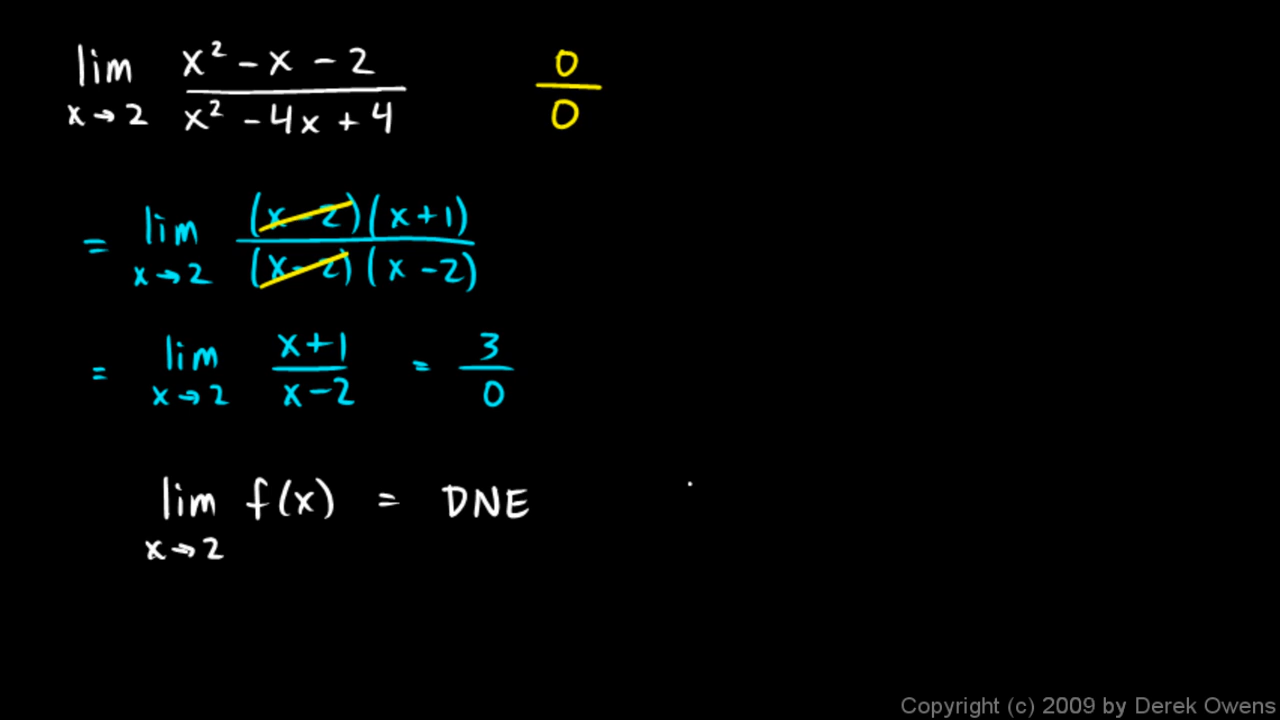 lim x→2 (x² - x - 2)/(x² - 4x + 4) 0/0
= lim x→2 ((x-2)(x+1))/((x-2)(x-2))
= lim x→2 (x+1)/(x-2) = 3/0
lim x→2 f(x) = DNE
Copyright (c) 2009 by Derek Owens